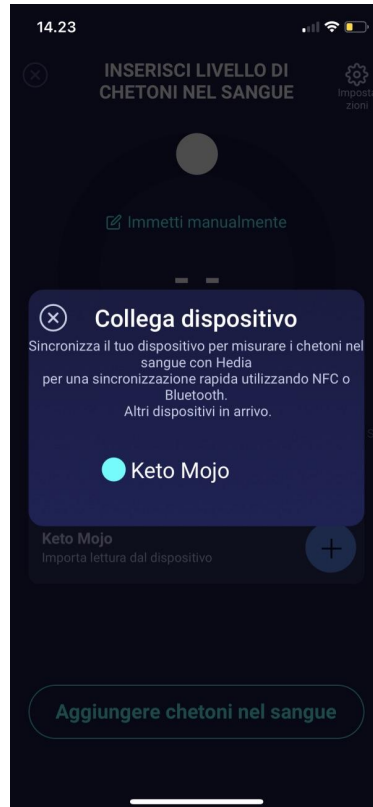 14.23
INSERISCI LIVELLO DI
CHETONI NEL SANGUE
Imposta
zioni
Immetti manualmente
--
Collega dispositivo
Sincronizza il tuo dispositivo per misurare i chetoni nel
sangue con Hedia
per una sincronizzazione rapida utilizzando NFC o
Bluetooth.
Altri dispositivi in arrivo.
Keto Mojo
Keto Mojo
Importa lettura dal dispositivo
Aggiungere chetoni nel sangue